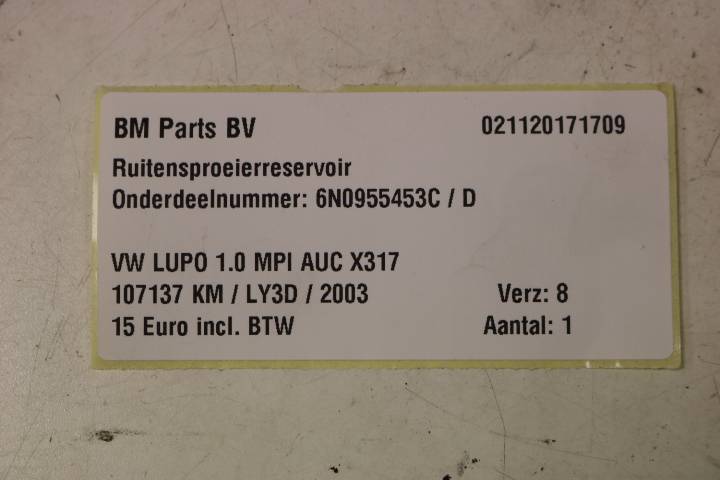 BM Parts BV 021120171709
Ruitensproeierreservoir
Onderdeelnummer: 6N0955453C / D
VW LUPO 1.0 MPI AUC X317
107137 KM / LY3D / 2003 Verz: 8
15 Euro incl. BTW Aantal: 1